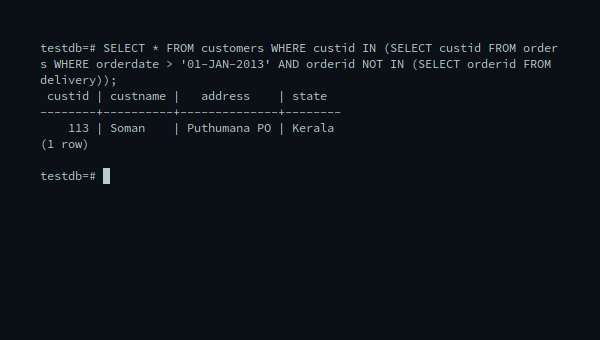 testdb=# SELECT * FROM customers WHERE custid IN (SELECT custid FROM order
s WHERE orderdate > '01-JAN-2013' AND orderid NOT IN (SELECT orderid FROM
delivery));
 custid | custname |   address    | state
--------+----------+--------------+--------
    113 | Soman    | Puthumana PO | Kerala
(1 row)

testdb=#